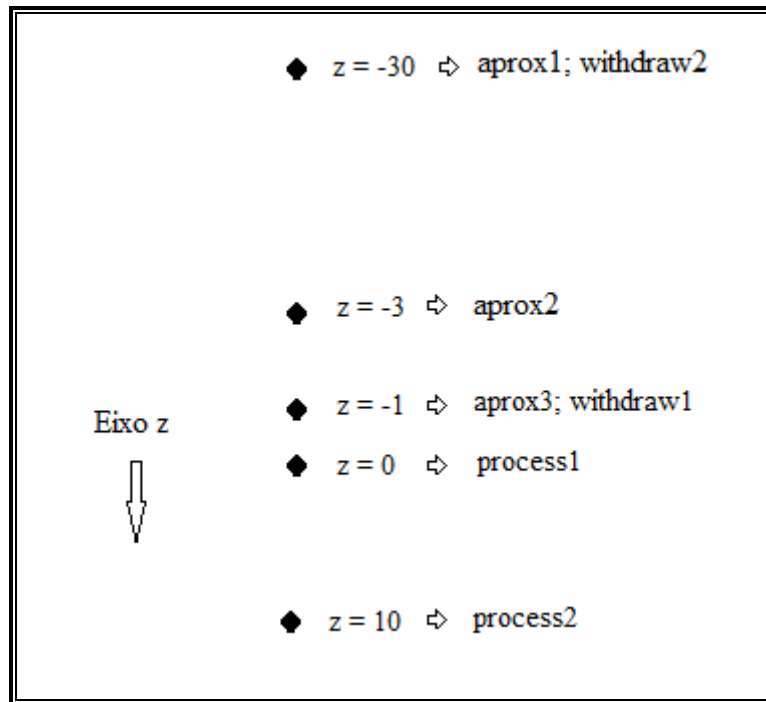 z = -30 ⇨ aprox1; withdraw2
z = -3 ⇨ aprox2
z = -1 ⇨ aprox3; withdraw1
Eixo z
z = 0 ⇨ process1
z = 10 ⇨ process2